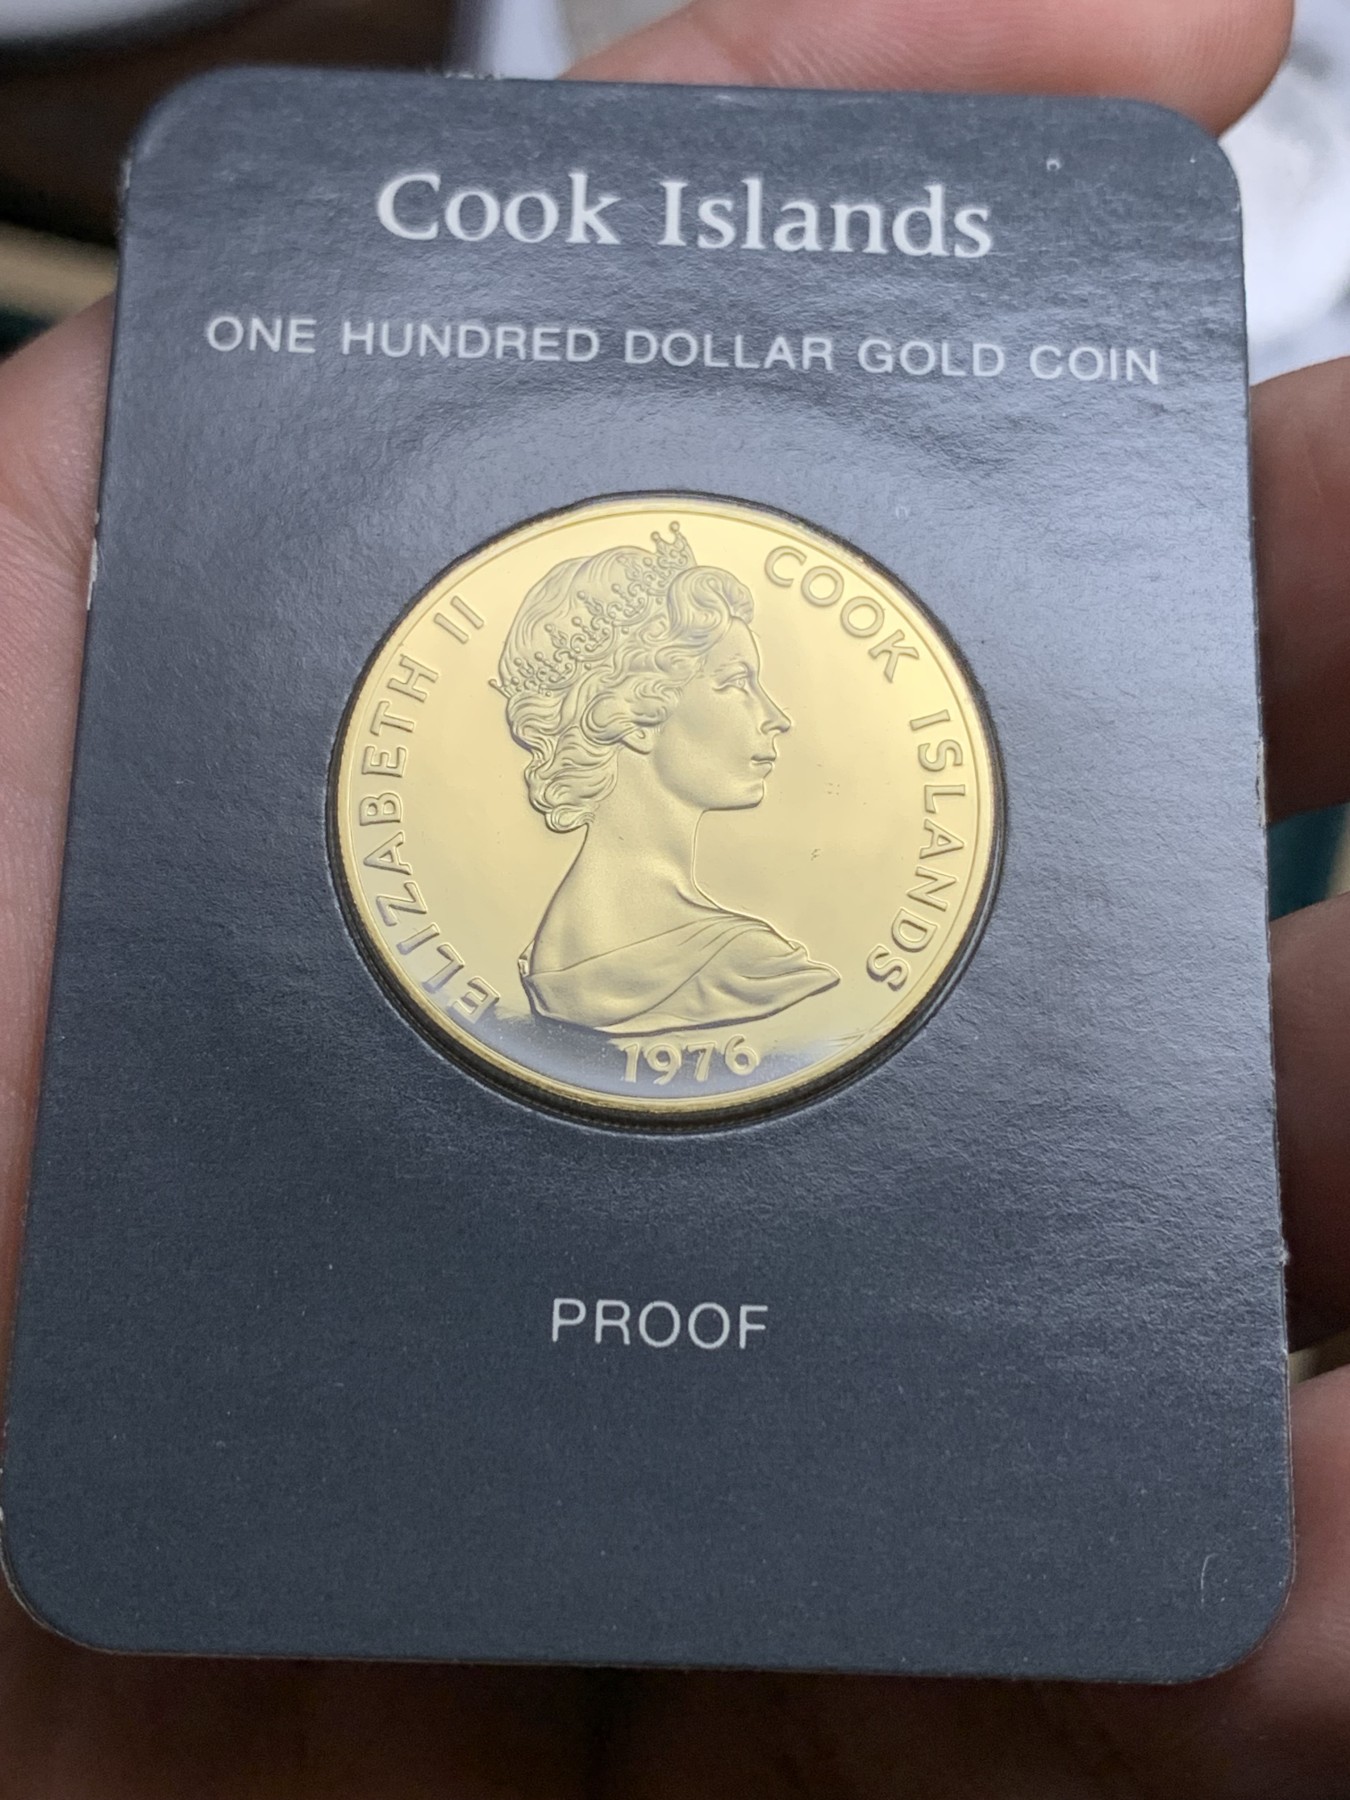 Cook Islands
ONE HUNDRED DOLLAR GOLD COIN
ELIZABETH II
COOK ISLANDS
1976
PROOF